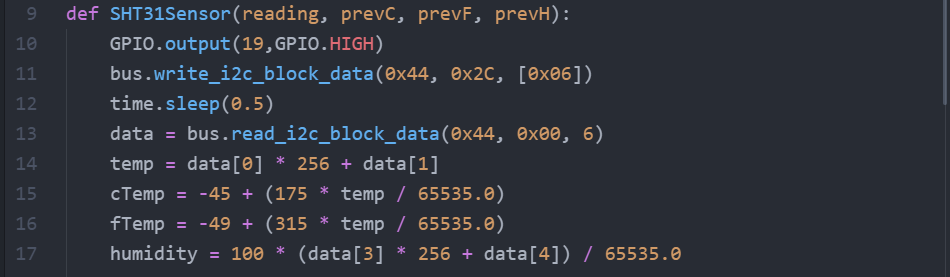 9 def SHT31Sensor(reading, prevC, prevF, prevH):
10 GPIO.output(19,GPIO.HIGH)
11 bus.write_i2c_block_data(0x44, 0x2C, [0x06])
12 time.sleep(0.5)
13 data = bus.read_i2c_block_data(0x44, 0x00, 6)
14 temp = data[0] * 256 + data[1]
15 cTemp = -45 + (175 * temp / 65535.0)
16 fTemp = -49 + (315 * temp / 65535.0)
17 humidity = 100 * (data[3] * 256 + data[4]) / 65535.0